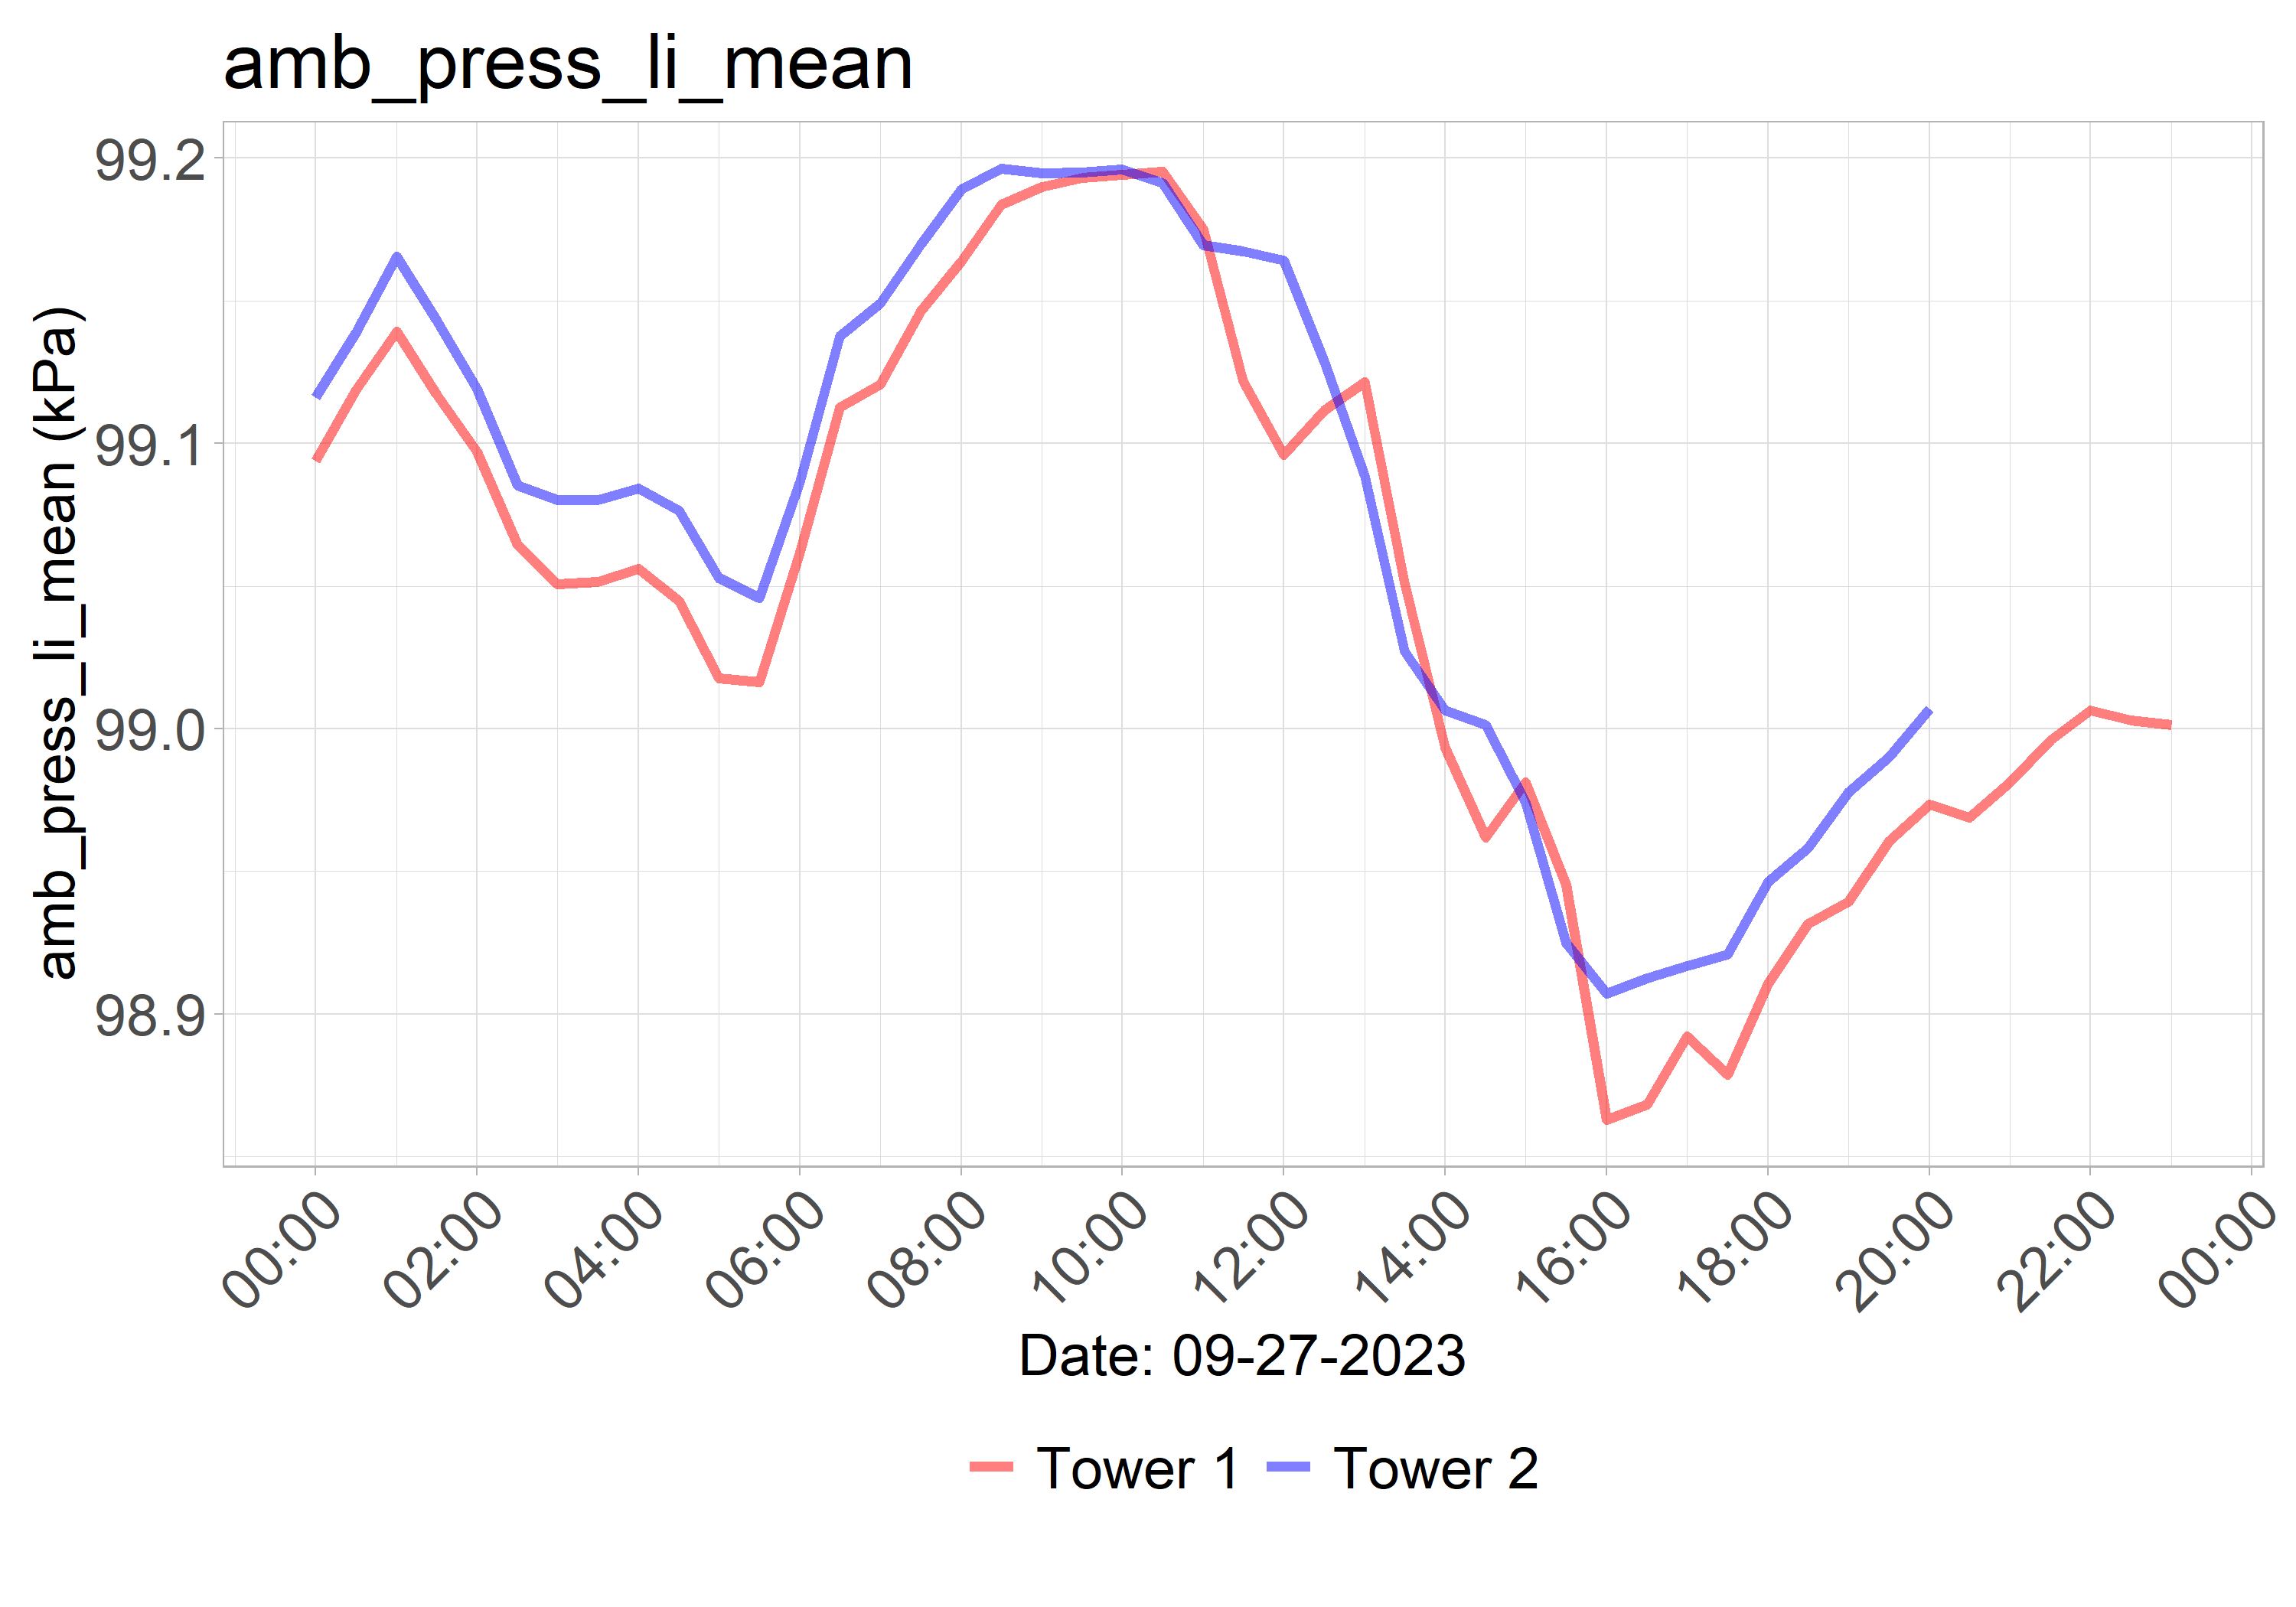 amb_press_li_mean
amb_press_li_mean (kPa)
99.2
99.1
99.0
98.9
00:00 02:00 04:00 06:00 08:00 10:00 12:00 14:00 16:00 18:00 20:00 22:00 00:00
Date: 09-27-2023
Tower 1 Tower 2